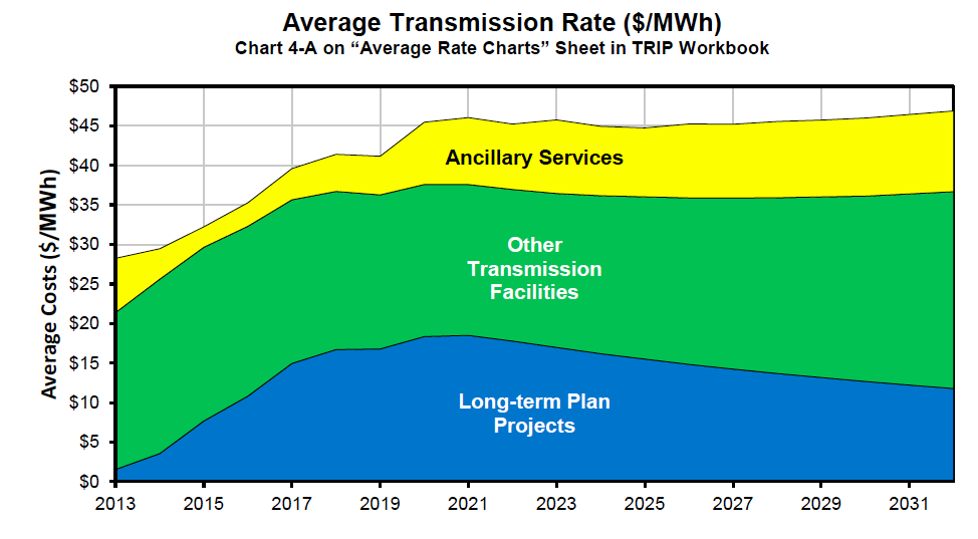 Average Transmission Rate ($/MWh)
Chart 4-A on “Average Rate Charts” Sheet in TRIP Workbook
Average Costs ($/MWh)
$50
$45
$40
$35
$30
$25
$20
$15
$10
$5
$0
Ancillary Services
Other
Transmission
Facilities
Long-term Plan
Projects
2013 2015 2017 2019 2021 2023 2025 2027 2029 2031